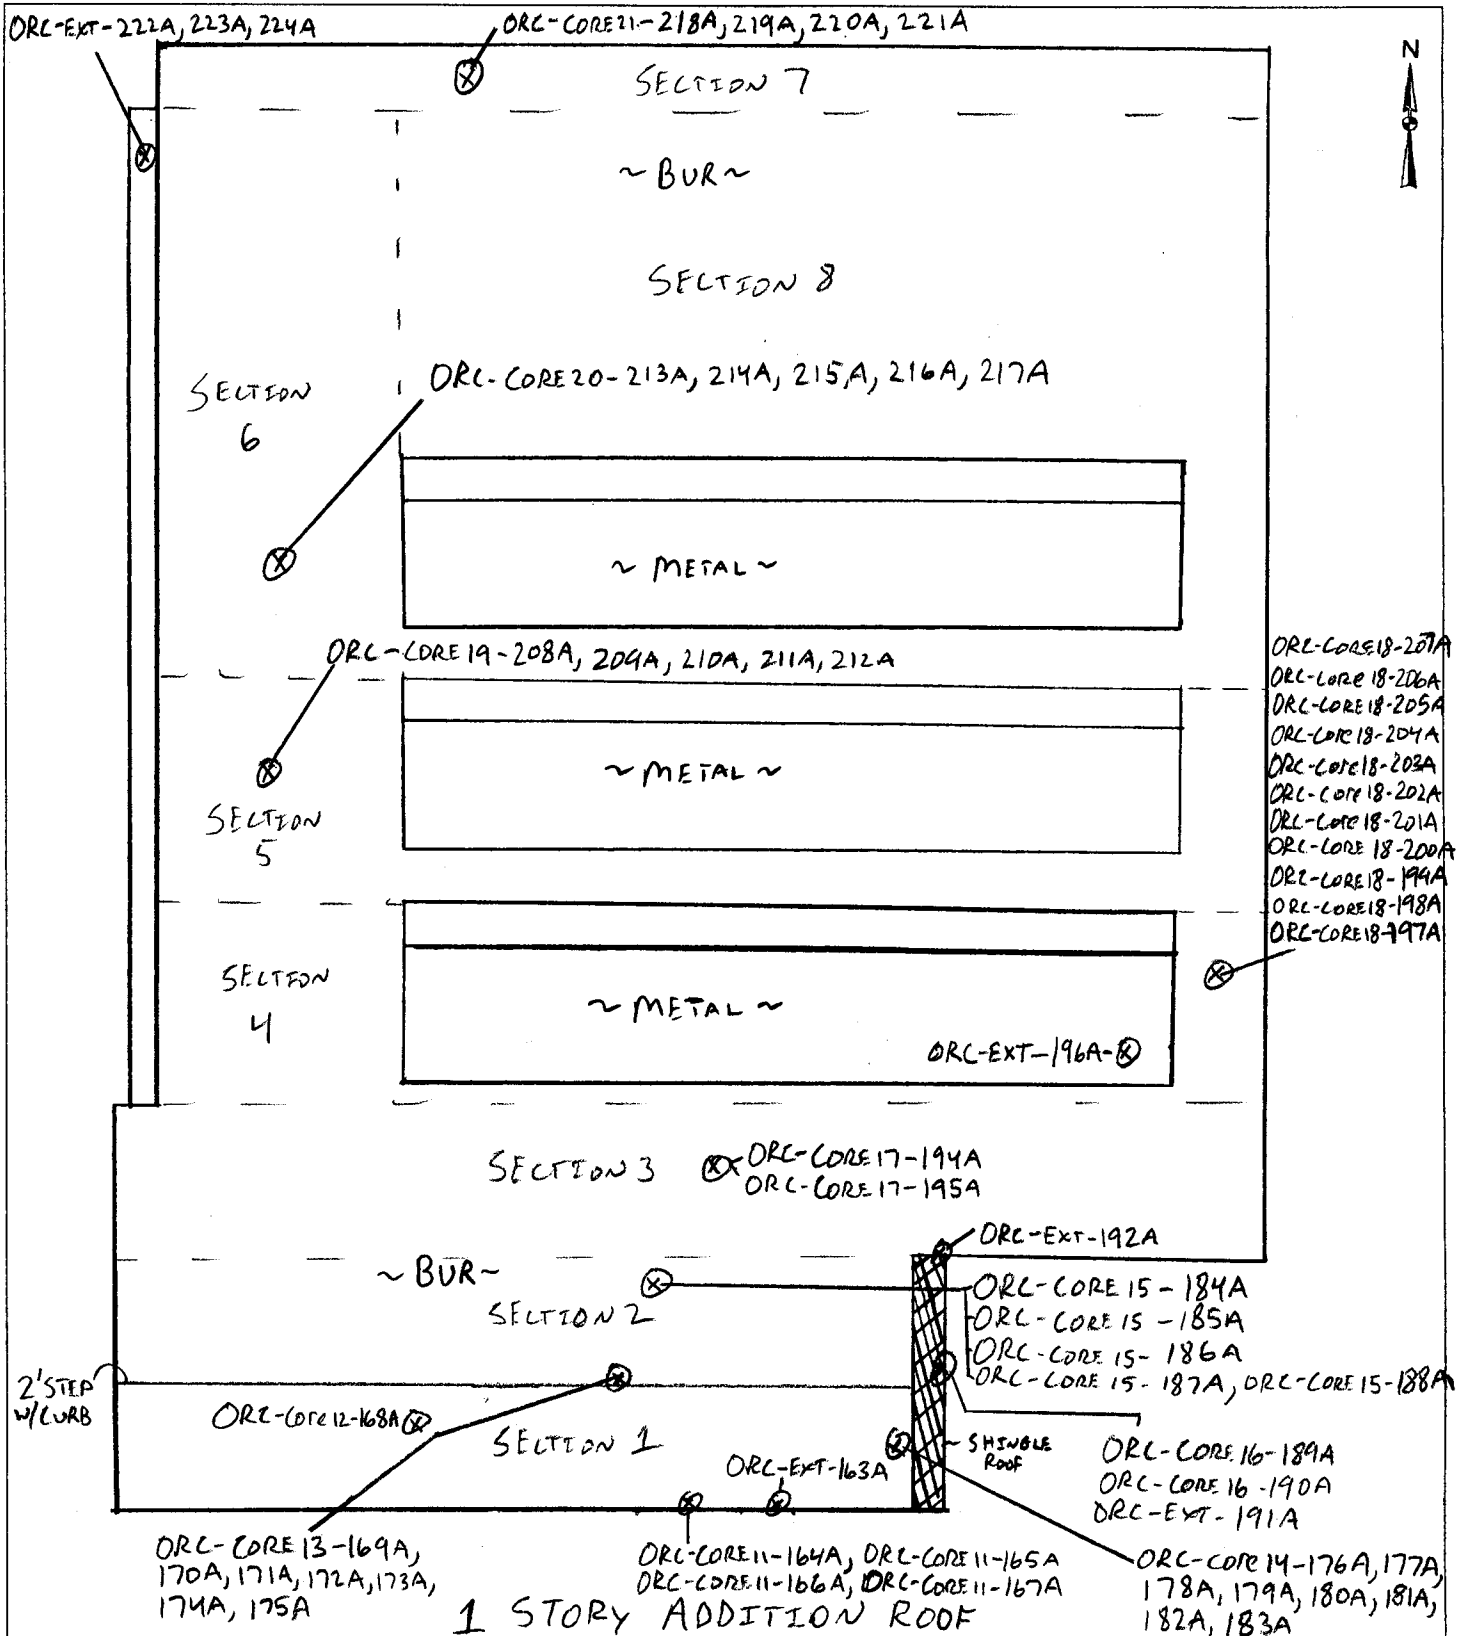 ORC-EXT-222A, 223A, 224A
ORC-CORE21-218A, 219A, 220A, 221A
N
SECTION 7
~ BUR ~
SECTION 8
SECTION
6
ORC-CORE20-213A, 214A, 215A, 216A, 217A
~ METAL ~
ORC-CORE19-208A, 209A, 210A, 211A, 212A
ORC-CORE18-207A
ORC-CORE 18-206A
ORC-CORE18-205A
ORC-CORE18-204A
ORC-CORE18-203A
ORC-CORE18-202A
ORC-CORE18-201A
ORC-CORE 18-200A
ORC-CORE18-199A
ORC-CORE18-198A
ORC-CORE18-197A
~ METAL ~
SECTION
5
SECTION
4
~ METAL ~
ORC-EXT-196A-
SECTION 3
ORC-CORE17-194A
ORC-CORE17-195A
ORC-EXT-192A
~ BUR ~
SECTION 2
ORC-CORE 15-184A
ORC-CORE 15-185A
ORC-CORE 15-186A
ORC-CORE 15-187A, ORC-CORE 15-188A
2' STEP
W/CURB
ORC-CORE12-168A
SECTION 1
ORC-EXT-163A
~ SHINGLE
ROOF
ORC-CORE 16-189A
ORC-CORE 16-190A
ORC-EXT-191A
ORC-CORE 13-169A,
170A, 171A, 172A, 173A,
174A, 175A
ORC-CORE11-164A, ORC-CORE11-165A
ORC-CORE11-166A, ORC-CORE11-167A
ORC-CORE 14-176A, 177A,
178A, 179A, 180A, 181A,
182A, 183A
1 STORY ADDITION ROOF